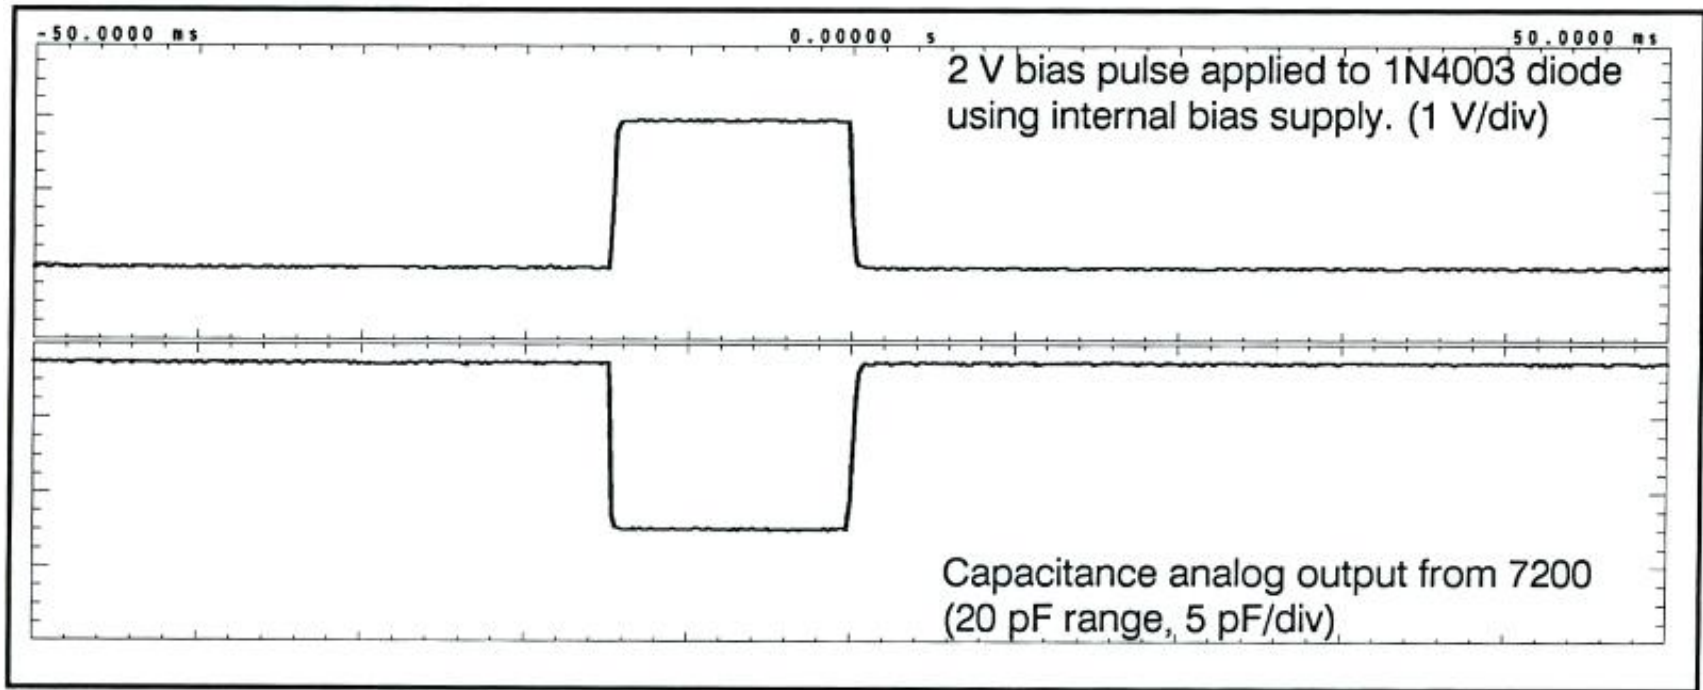 -50.0000 ms 0.00000 s 50.0000 ms
2 V bias pulse applied to 1N4003 diode
using internal bias supply. (1 V/div)
Capacitance analog output from 7200
(20 pF range, 5 pF/div)